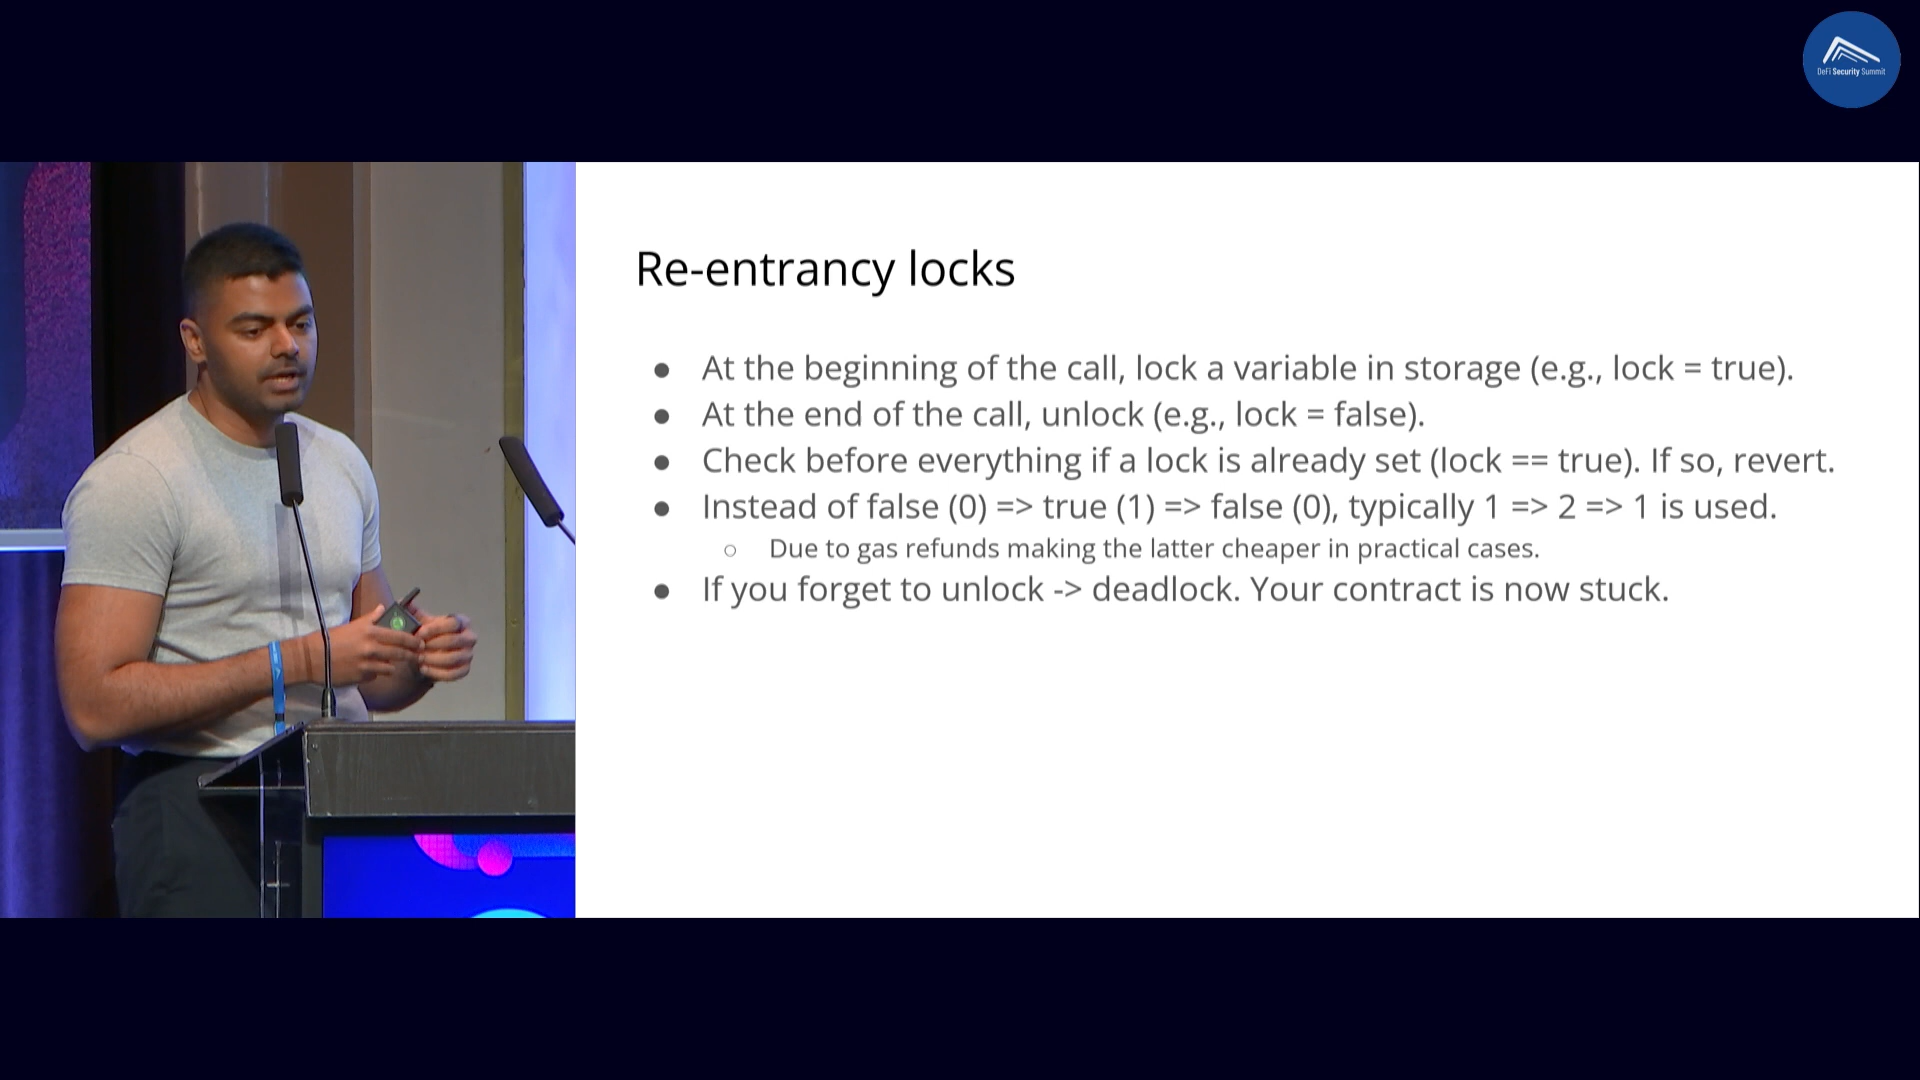 DeFi Security Summit
Re-entrancy locks
● At the beginning of the call, lock a variable in storage (e.g., lock = true).
● At the end of the call, unlock (e.g., lock = false).
● Check before everything if a lock is already set (lock == true). If so, revert.
● Instead of false (0) => true (1) => false (0), typically 1 => 2 => 1 is used.
○ Due to gas refunds making the latter cheaper in practical cases.
● If you forget to unlock -> deadlock. Your contract is now stuck.